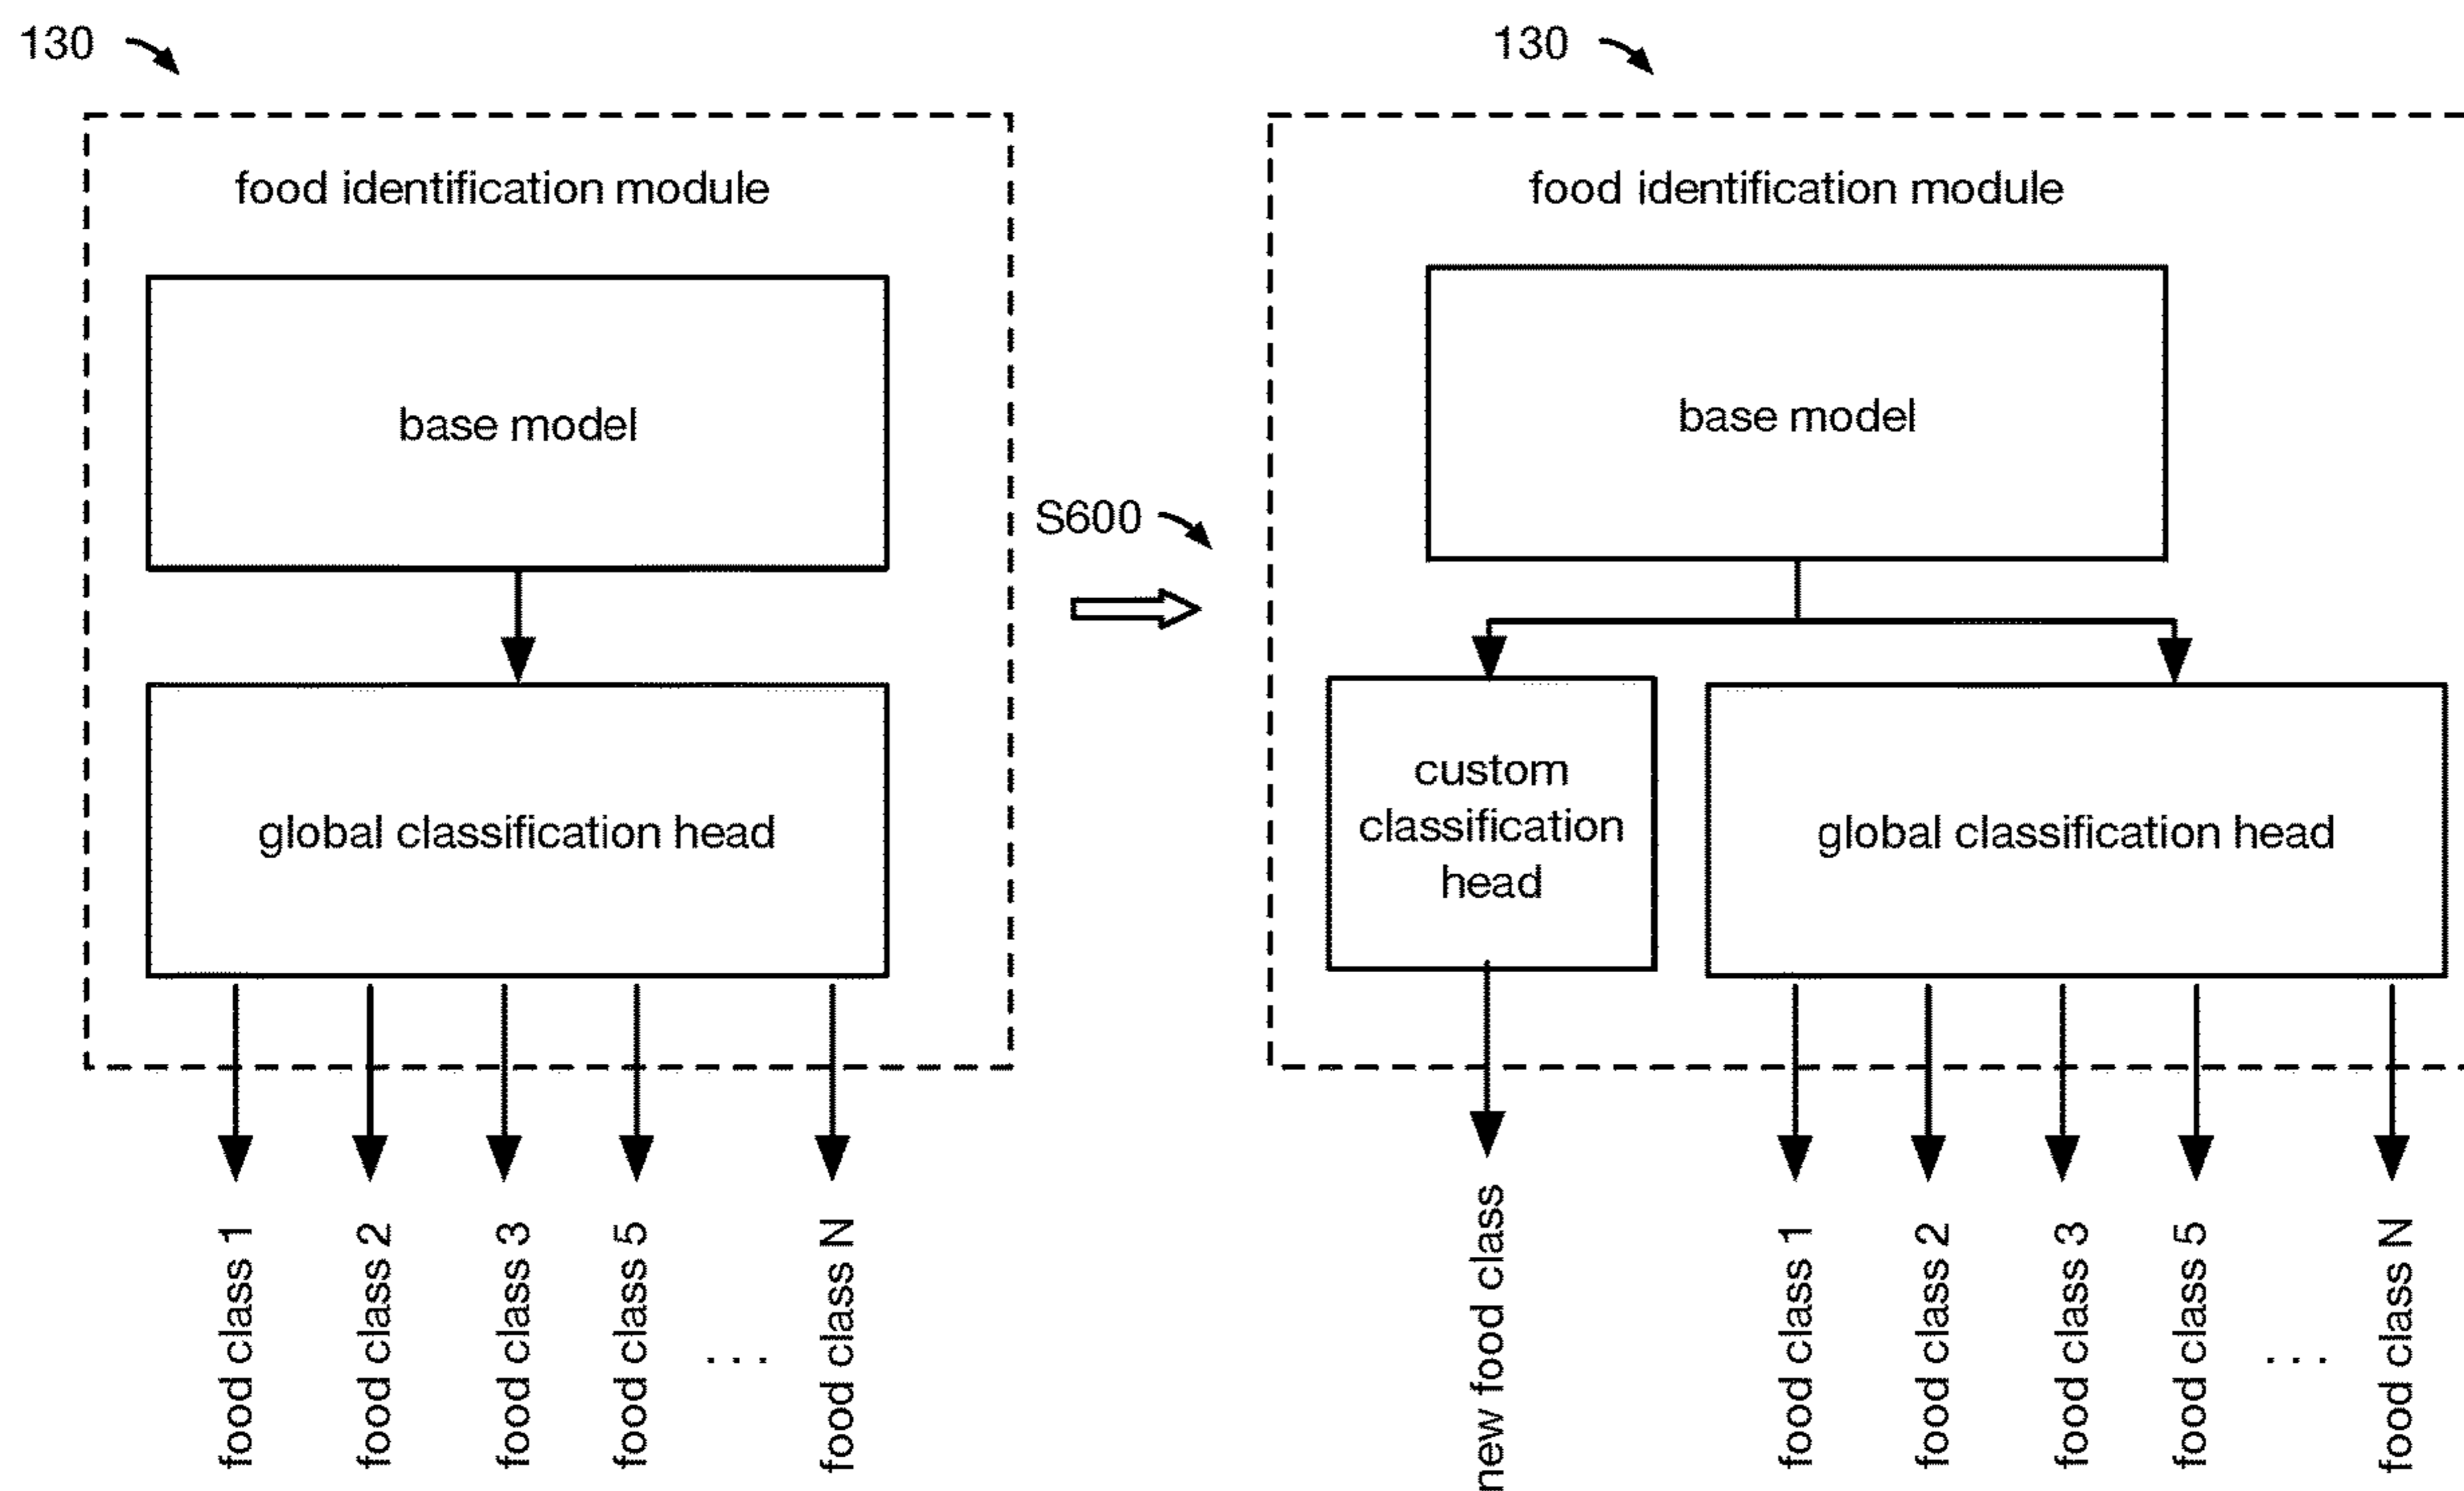 130
food identification module
base model
global classification head
food class 1
food class 2
food class 3
food class 5
. . .
food class N
S600
130
food identification module
base model
custom
classification
head
global classification head
new food class
food class 1
food class 2
food class 3
food class 5
. . .
food class N